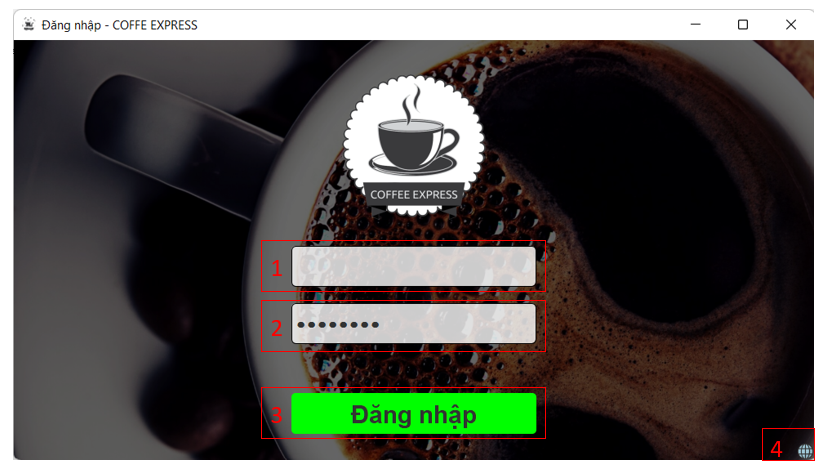 Đăng nhập - COFFE EXPRESS
COFFEE EXPRESS
1
2
••••••••
3 Đăng nhập
4